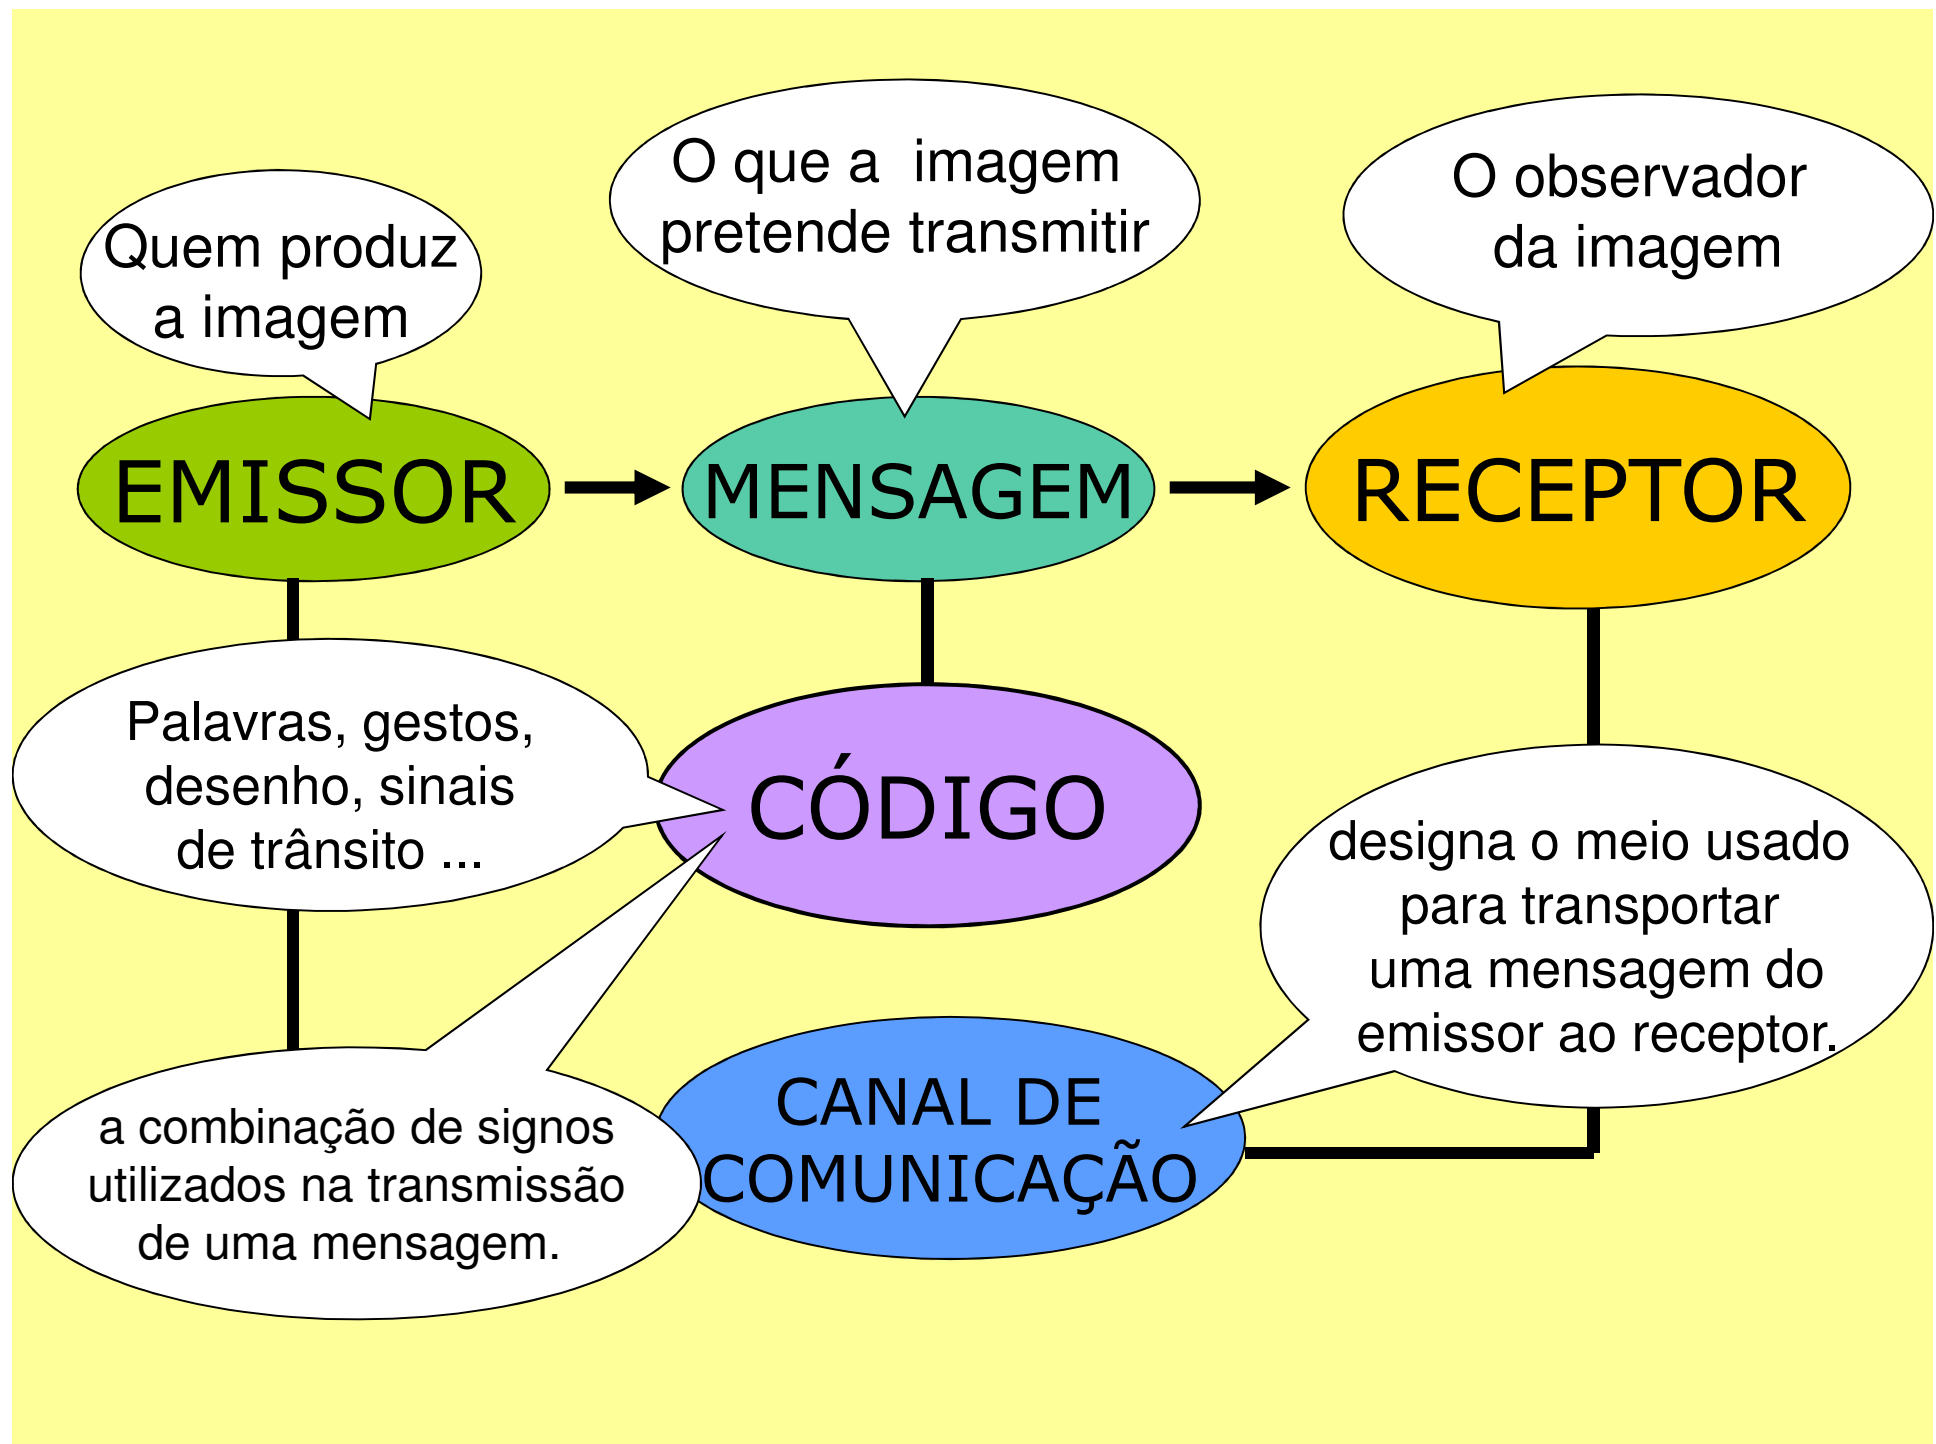 Quem produz
a imagem
O que a imagem
pretende transmitir
O observador
da imagem
EMISSOR
MENSAGEM
RECEPTOR
Palavras, gestos,
desenho, sinais
de trânsito ...
CÓDIGO
designa o meio usado
para transportar
uma mensagem do
emissor ao receptor.
a combinação de signos
utilizados na transmissão
de uma mensagem.
CANAL DE
COMUNICAÇÃO